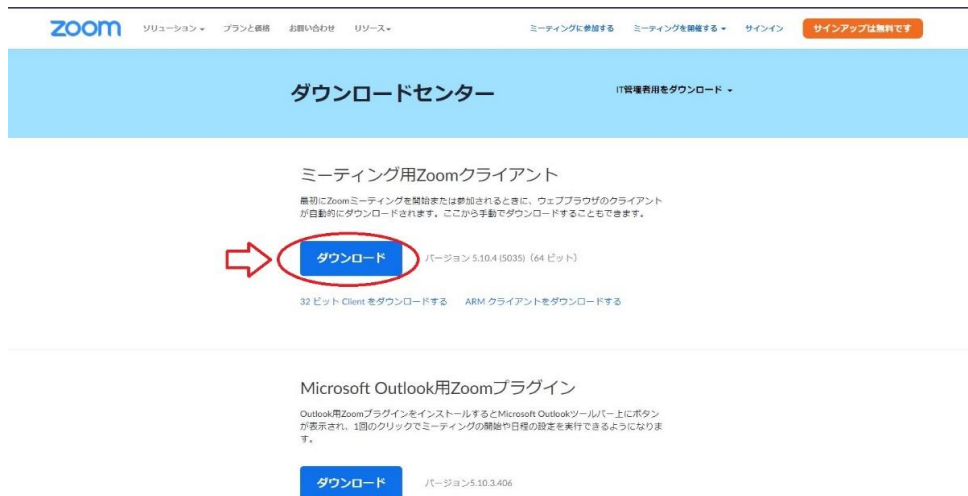 zoom ソリューション プランと価格 お問い合わせ リソース ミーティングに参加する ミーティングを開催する サインイン サインアップは無料です
ダウンロードセンター IT管理者用をダウンロード
ミーティング用Zoomクライアント
最初にZoomミーティングを開始または参加されるときに、ウェブブラウザのクライアント
が自動的にダウンロードされます。ここから手動でダウンロードすることもできます。
ダウンロード バージョン 5.10.4 (5035) (64 ビット)
32 ビット Client をダウンロードする ARM クライアントをダウンロードする
Microsoft Outlook用Zoomプラグイン
Outlook用ZoomプラグインをインストールするとMicrosoft Outlookツールバー上にボタン
が表示され、1回のクリックでミーティングの開始や日程の設定を実行できるようになりま
す。
ダウンロード バージョン5.10.3.406